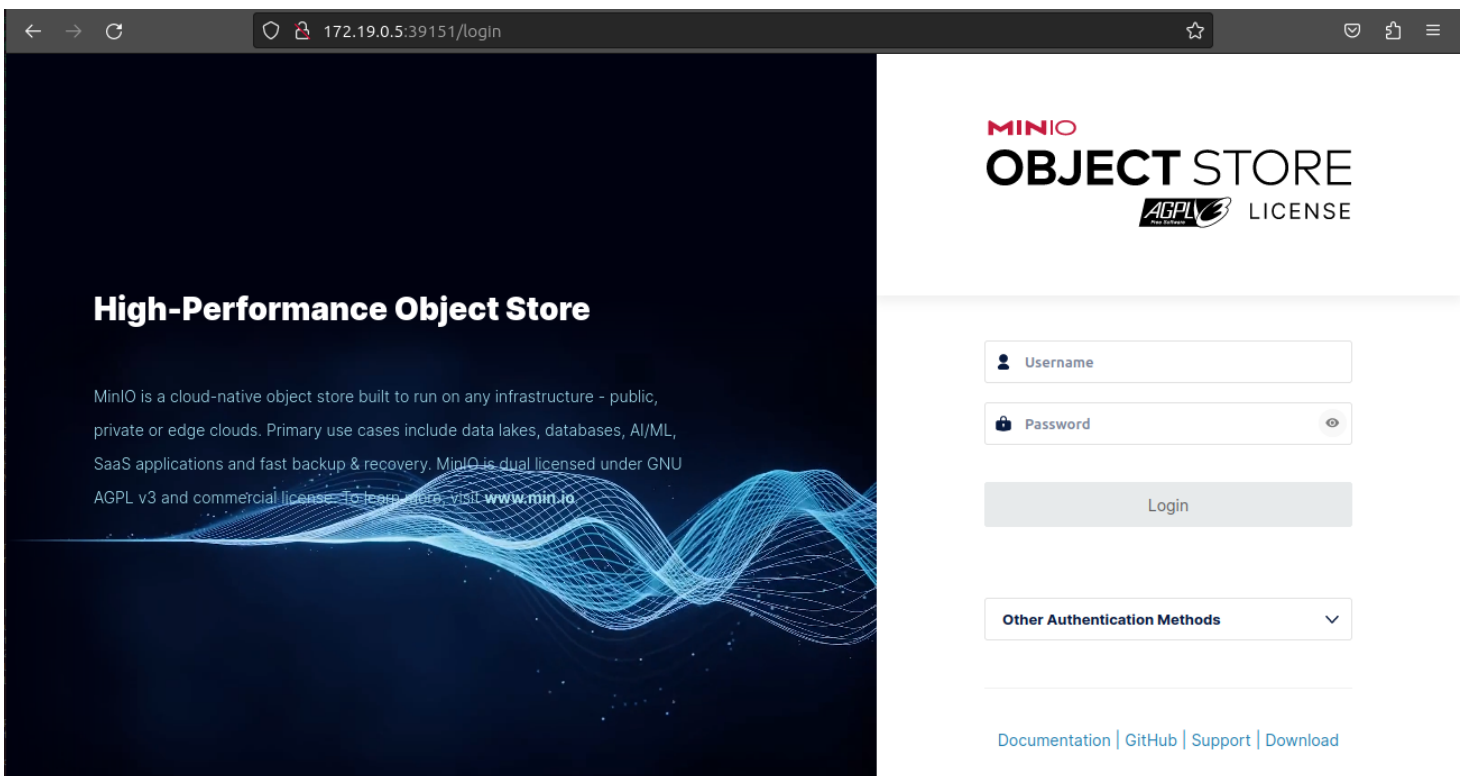 172.19.0.5:39151/login
MINIO
OBJECT STORE
AGPLV3 LICENSE
Free Software
High-Performance Object Store
MinIO is a cloud-native object store built to run on any infrastructure - public,
private or edge clouds. Primary use cases include data lakes, databases, AI/ML,
SaaS applications and fast backup & recovery. MinIO is dual licensed under GNU
AGPL v3 and commercial license. To learn more, visit www.min.io
Username
Password
Login
Other Authentication Methods
Documentation | GitHub | Support | Download